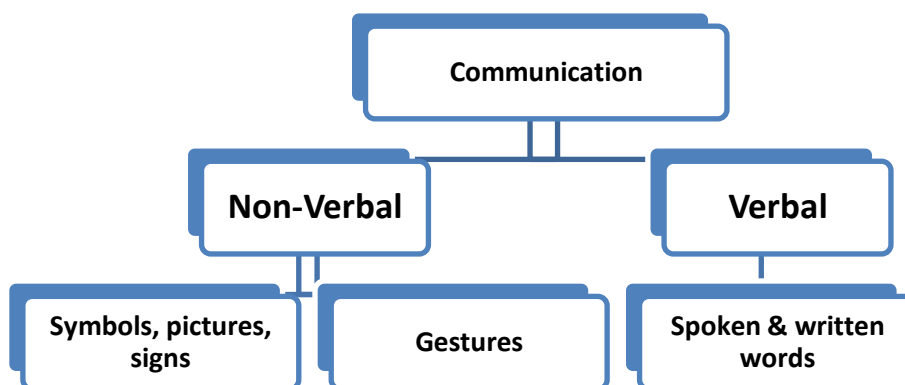 Communication
Non-Verbal
Verbal
Symbols, pictures,
signs
Gestures
Spoken & written
words